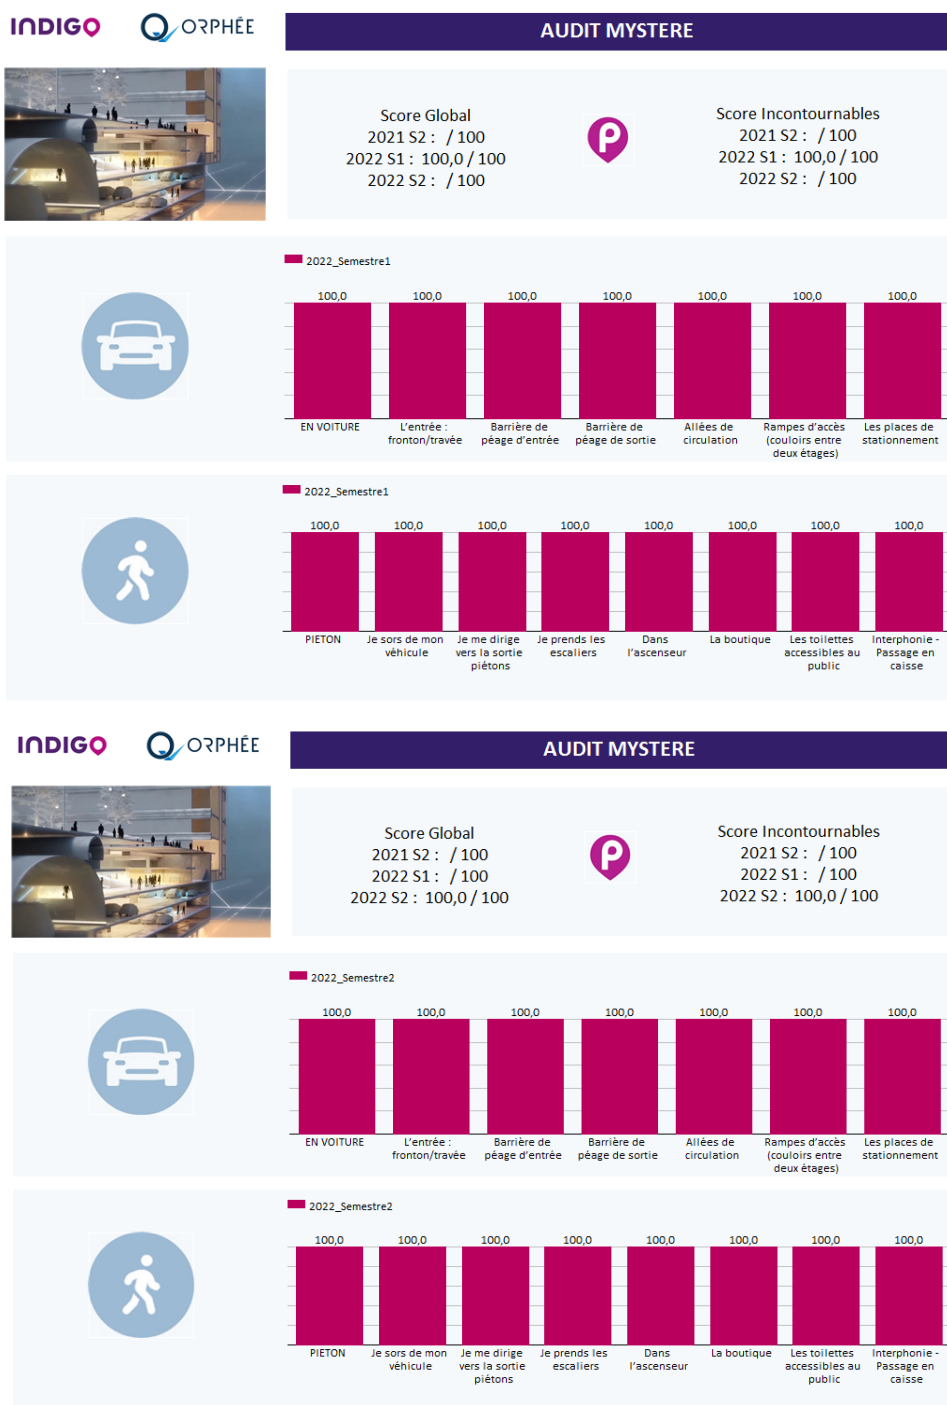 INDIGO
ORPHÉE
AUDIT MYSTERE
Score Global
2021 S2 : / 100
2022 S1 : 100,0 / 100
2022 S2 : / 100
P
Score Incontournables
2021 S2 : / 100
2022 S1 : 100,0 / 100
2022 S2 : / 100
2022_Semestre1
100,0 100,0 100,0 100,0 100,0 100,0 100,0
EN VOITURE
L'entrée :
fronton/travée
Barrière de
péage d'entrée
Barrière de
péage de sortie
Allées de
circulation
Rampes d'accès
(couloirs entre
deux étages)
Les places de
stationnement
2022_Semestre1
100,0 100,0 100,0 100,0 100,0 100,0 100,0 100,0
PIETON
Je sors de mon
véhicule
Je me dirige
vers la sortie
piétons
Je prends les
escaliers
Dans
l'ascenseur
La boutique
Les toilettes
accessibles au
public
Interphonie -
Passage en
caisse
INDIGO
ORPHÉE
AUDIT MYSTERE
Score Global
2021 S2 : / 100
2022 S1 : / 100
2022 S2 : 100,0 / 100
P
Score Incontournables
2021 S2 : / 100
2022 S1 : / 100
2022 S2 : 100,0 / 100
2022_Semestre2
100,0 100,0 100,0 100,0 100,0 100,0 100,0
EN VOITURE
L'entrée :
fronton/travée
Barrière de
péage d'entrée
Barrière de
péage de sortie
Allées de
circulation
Rampes d'accès
(couloirs entre
deux étages)
Les places de
stationnement
2022_Semestre2
100,0 100,0 100,0 100,0 100,0 100,0 100,0 100,0
PIETON
Je sors de mon
véhicule
Je me dirige
vers la sortie
piétons
Je prends les
escaliers
Dans
l'ascenseur
La boutique
Les toilettes
accessibles au
public
Interphonie -
Passage en
caisse